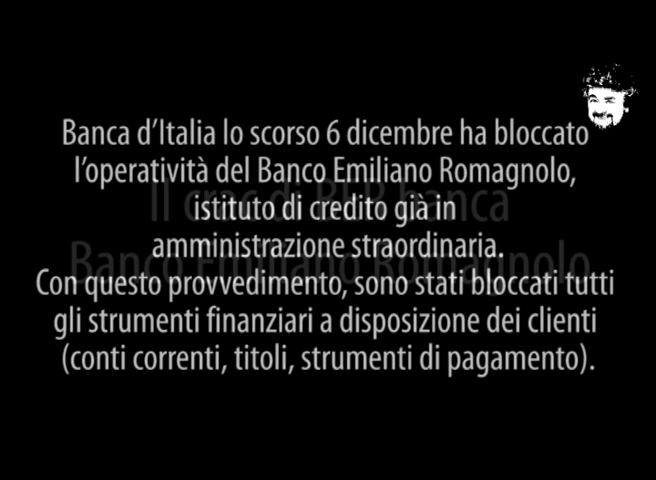 Banca d'Italia lo scorso 6 dicembre ha bloccato
l'operatività del Banco Emiliano Romagnolo,
Il crac di BER banca
istituto di credito già in
amministrazione straordinaria.
Banco Emiliano Romagnolo
Con questo provvedimento, sono stati bloccati tutti
gli strumenti finanziari a disposizione dei clienti
(conti correnti, titoli, strumenti di pagamento).